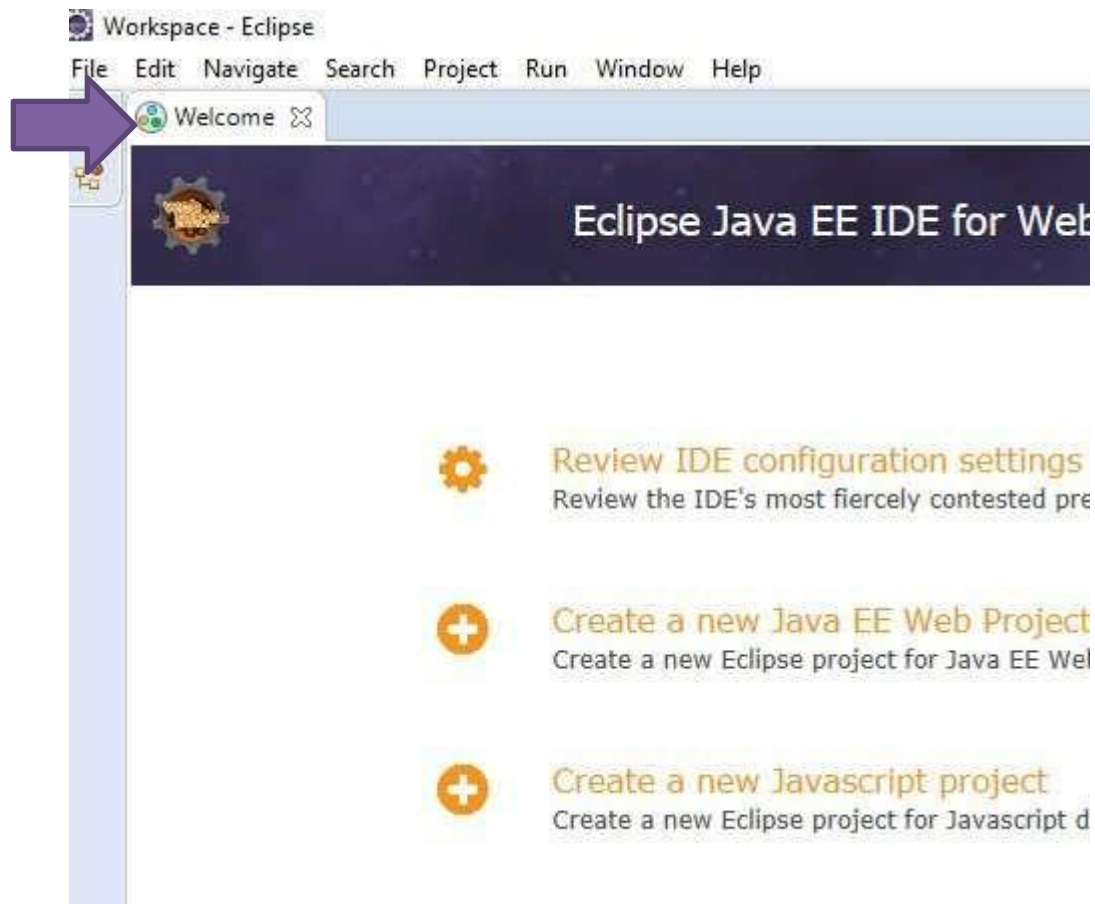 Workspace - Eclipse
File Edit Navigate Search Project Run Window Help
Welcome
Eclipse Java EE IDE for Web
Review IDE configuration settings
Review the IDE's most fiercely contested pre
Create a new Java EE Web Project
Create a new Eclipse project for Java EE We
Create a new Javascript project
Create a new Eclipse project for Javascript d